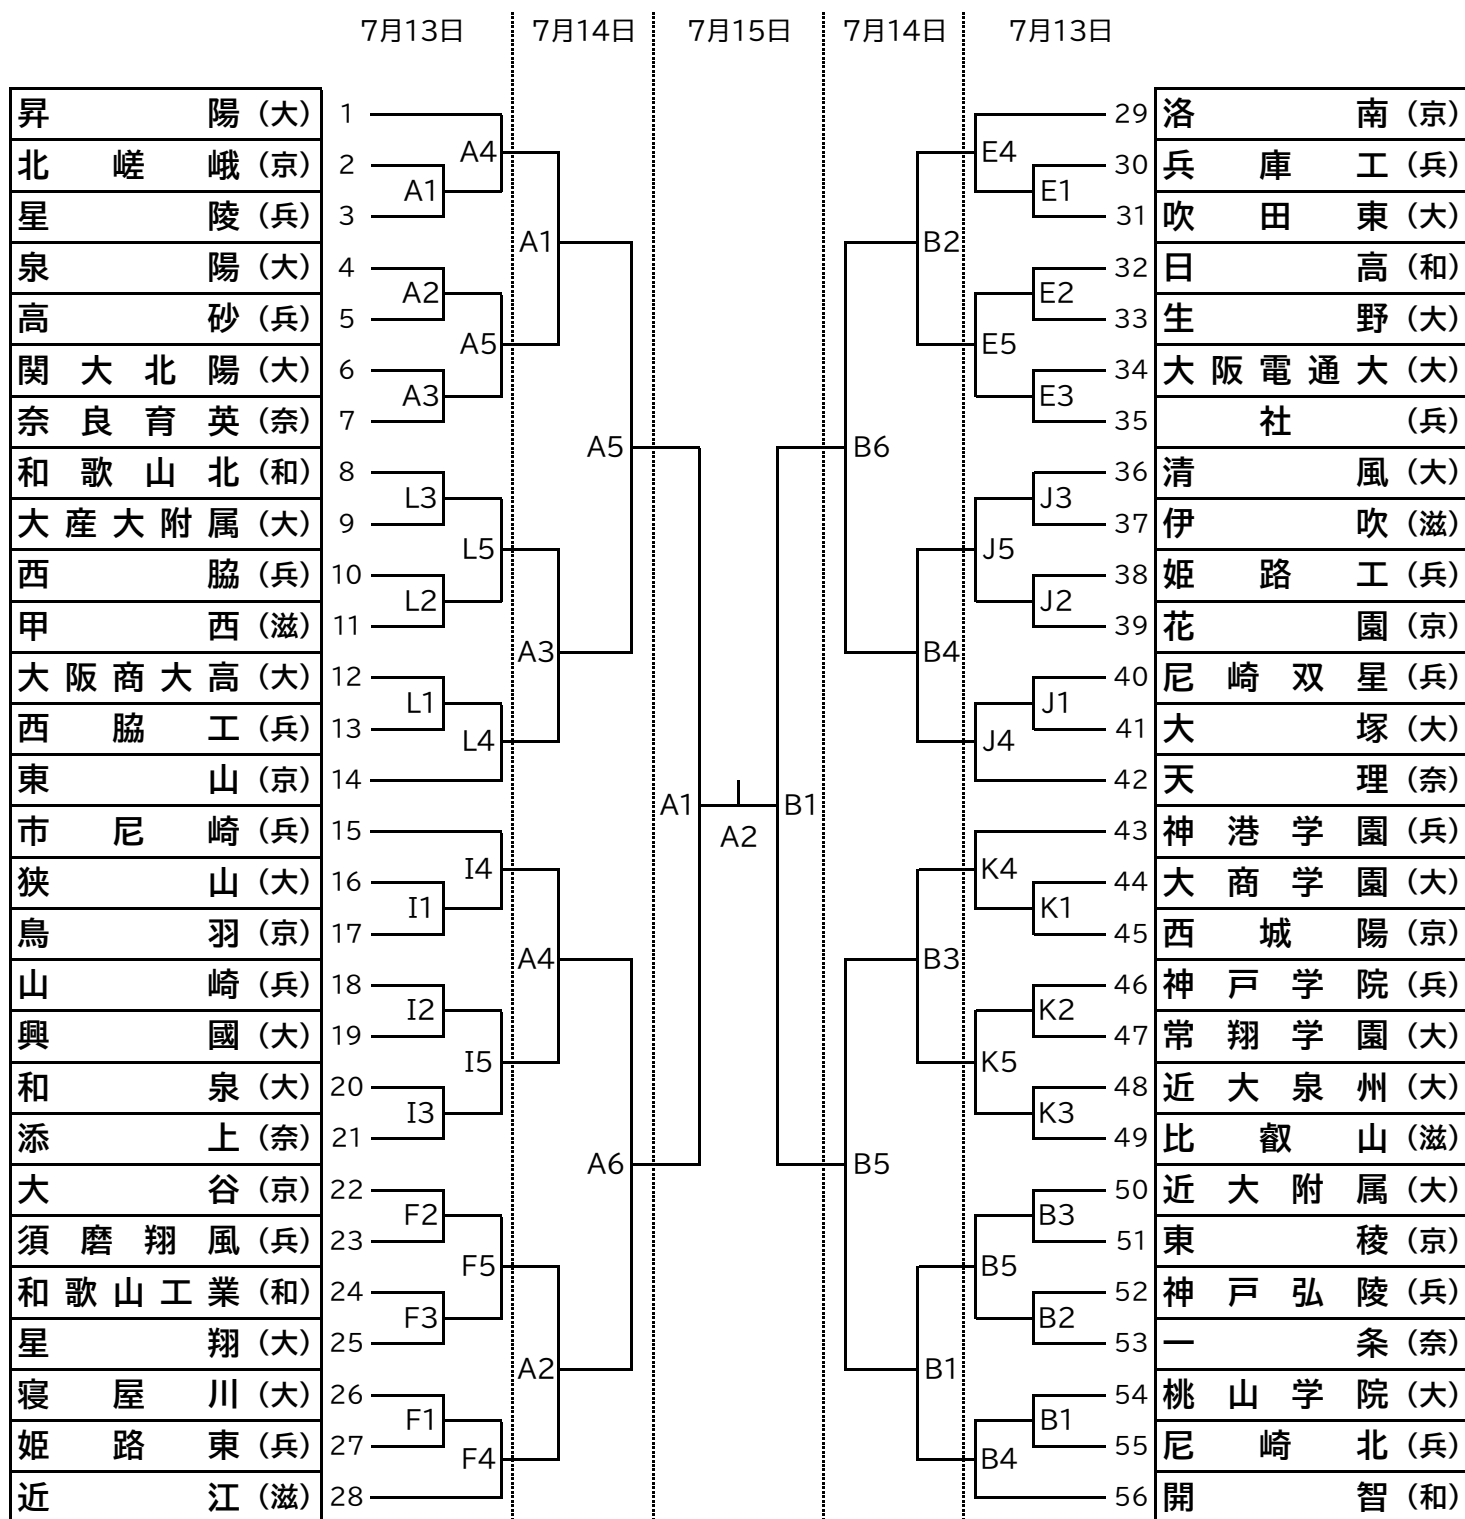 7月13日 7月14日 7月15日 7月14日 7月13日
昇陽（大） 1 29 洛南（京）
A4 E4
北嵯峨（京） 2 30 兵庫工（兵）
A1 E1
星陵（兵） 3 31 吹田東（大）
A1 B2
泉陽（大） 4 32 日高（和）
A2 E2
高砂（兵） 5 33 生野（大）
A5 E5
関大北陽（大） 6 34 大阪電通大（大）
A3 E3
奈良育英（奈） 7 35 社（兵）
A5 B6
和歌山北（和） 8 36 清風（大）
L3 J3
大産大附属（大） 9 37 伊吹（滋）
L5 J5
西脇（兵） 10 38 姫路工（兵）
L2 J2
甲西（滋） 11 39 花園（京）
A3 B4
大阪商大高（大） 12 40 尼崎双星（兵）
L1 J1
西脇工（兵） 13 41 大塚（大）
L4 J4
東山（京） 14 42 天理（奈）
A1 B1
市尼崎（兵） 15 43 神港学園（兵）
A2
I4 K4
狭山（大） 16 44 大商学園（大）
I1 K1
鳥羽（京） 17 45 西城陽（京）
A4 B3
山崎（兵） 18 46 神戸学院（兵）
I2 K2
興國（大） 19 47 常翔学園（大）
I5 K5
和泉（大） 20 48 近大泉州（大）
I3 K3
添上（奈） 21 49 比叡山（滋）
A6 B5
大谷（京） 22 50 近大附属（大）
F2 B3
須磨翔風（兵） 23 51 東稜（京）
F5 B5
和歌山工業（和） 24 52 神戸弘陵（兵）
F3 B2
星翔（大） 25 53 一条（奈）
A2 B1
寝屋川（大） 26 54 桃山学院（大）
F1 B1
姫路東（兵） 27 55 尼崎北（兵）
F4 B4
近江（滋） 28 56 開智（和）